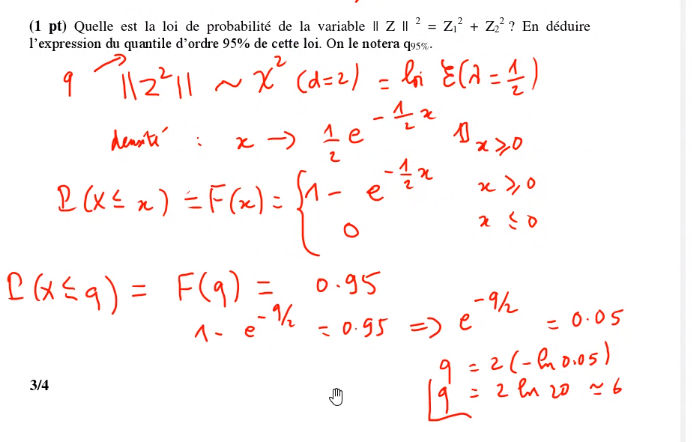 (1 pt) Quelle est la loi de probabilité de la variable ‖ Z ‖ ² = Z₁² + Z₂² ? En déduire
l'expression du quantile d'ordre 95% de cette loi. On le notera q₉₅%.
q ‖Z²‖ ~ χ² (d=2) = loi ℰ(λ = 1/2)
densité : x → 1/2 e^(-1/2 x) 𝟙 x⩾0
P(X ≤ x) = F(x) = { 1 - e^(-1/2 x) x ⩾ 0
0 x ≤ 0
P(X ≤ q) = F(q) = 0.95
1 - e^(-q/2) = 0.95 => e^(-q/2) = 0.05
q = 2(-ln 0.05)
q = 2 ln 20 ≃ 6
3/4